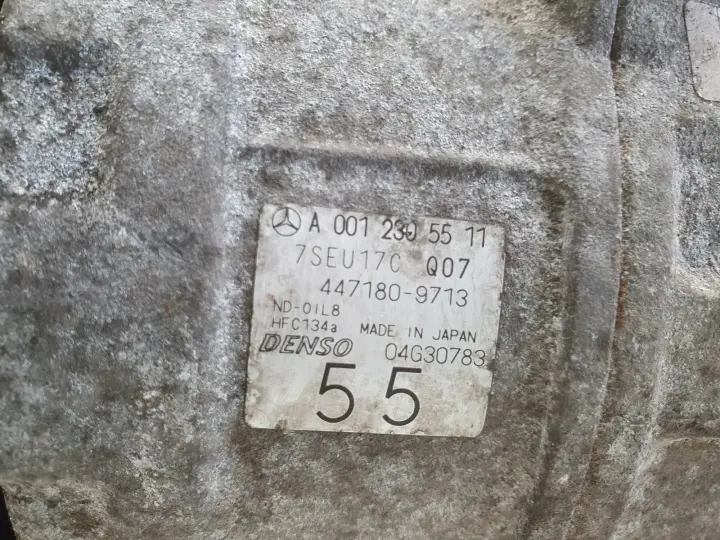 A 001 230 55 11
7SEU17C Q07
447180-9713
ND-OIL8
HFC134a MADE IN JAPAN
DENSO 04G30783
55